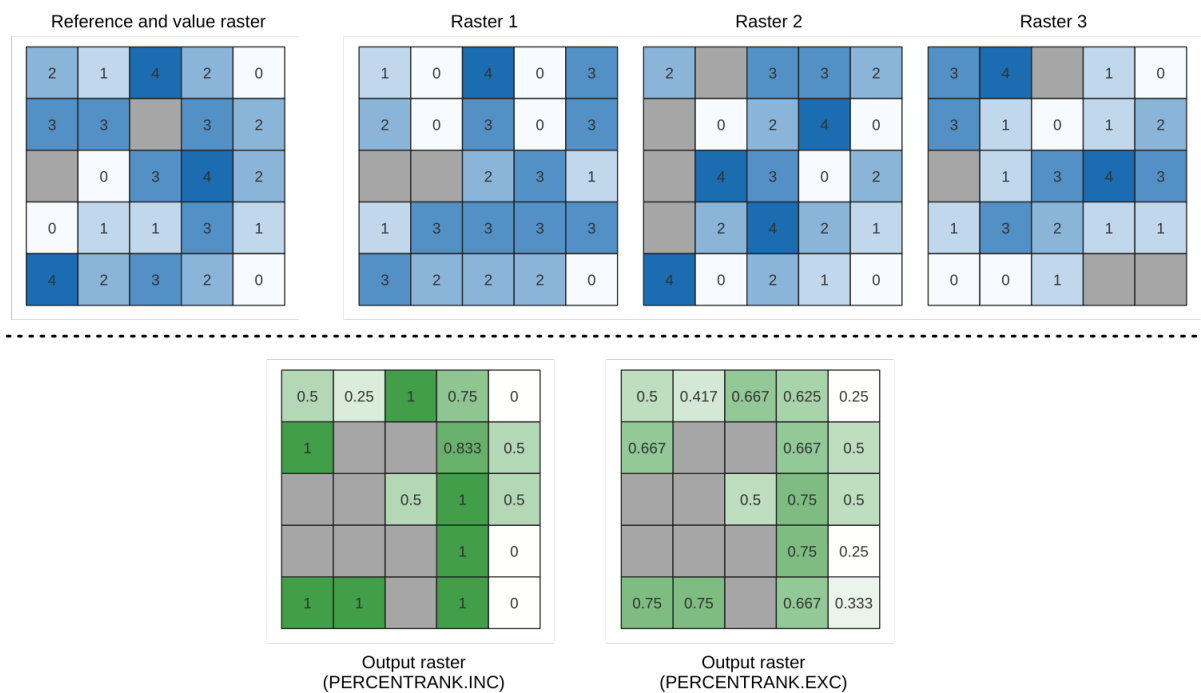 Reference and value raster Raster 1 Raster 2 Raster 3
2 1 4 2 0 1 0 4 0 3 2 3 3 2 3 4 1 0
3 3 3 2 2 0 3 0 3 0 2 4 0 3 1 0 1 2
0 3 4 2 2 3 1 4 3 0 2 1 3 4 3
0 1 1 3 1 1 3 3 3 3 2 4 2 1 1 3 2 1 1
4 2 3 2 0 3 2 2 2 0 4 0 2 1 0 0 0 1
0.5 0.25 1 0.75 0 0.5 0.417 0.667 0.625 0.25
1 0.833 0.5 0.667 0.667 0.5
0.5 1 0.5 0.5 0.75 0.5
1 0 0.75 0.25
1 1 1 0 0.75 0.75 0.667 0.333
Output raster Output raster
(PERCENTRANK.INC) (PERCENTRANK.EXC)